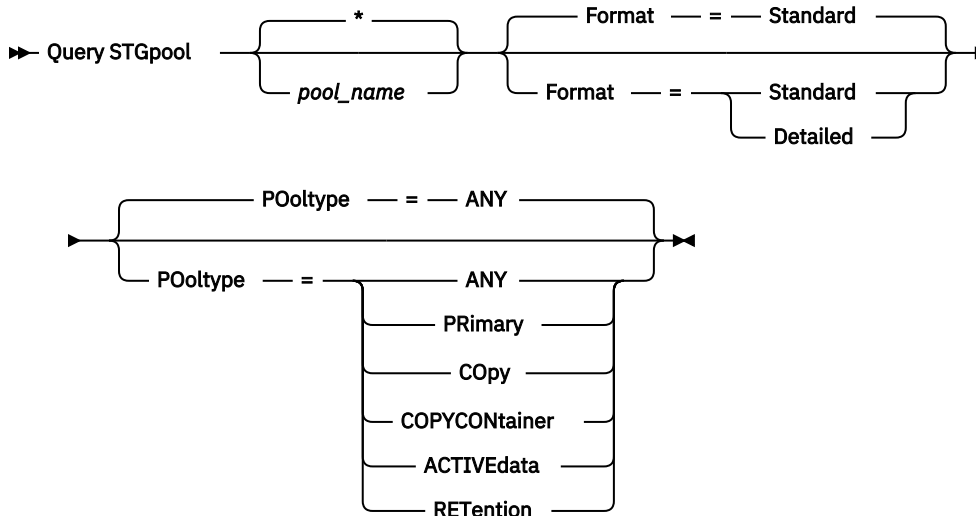 * Format = Standard
Query STGpool
pool_name Format = Standard
Detailed
POoltype = ANY
POoltype = ANY
PRimary
COpy
COPYCONtainer
ACTIVEdata
RETention